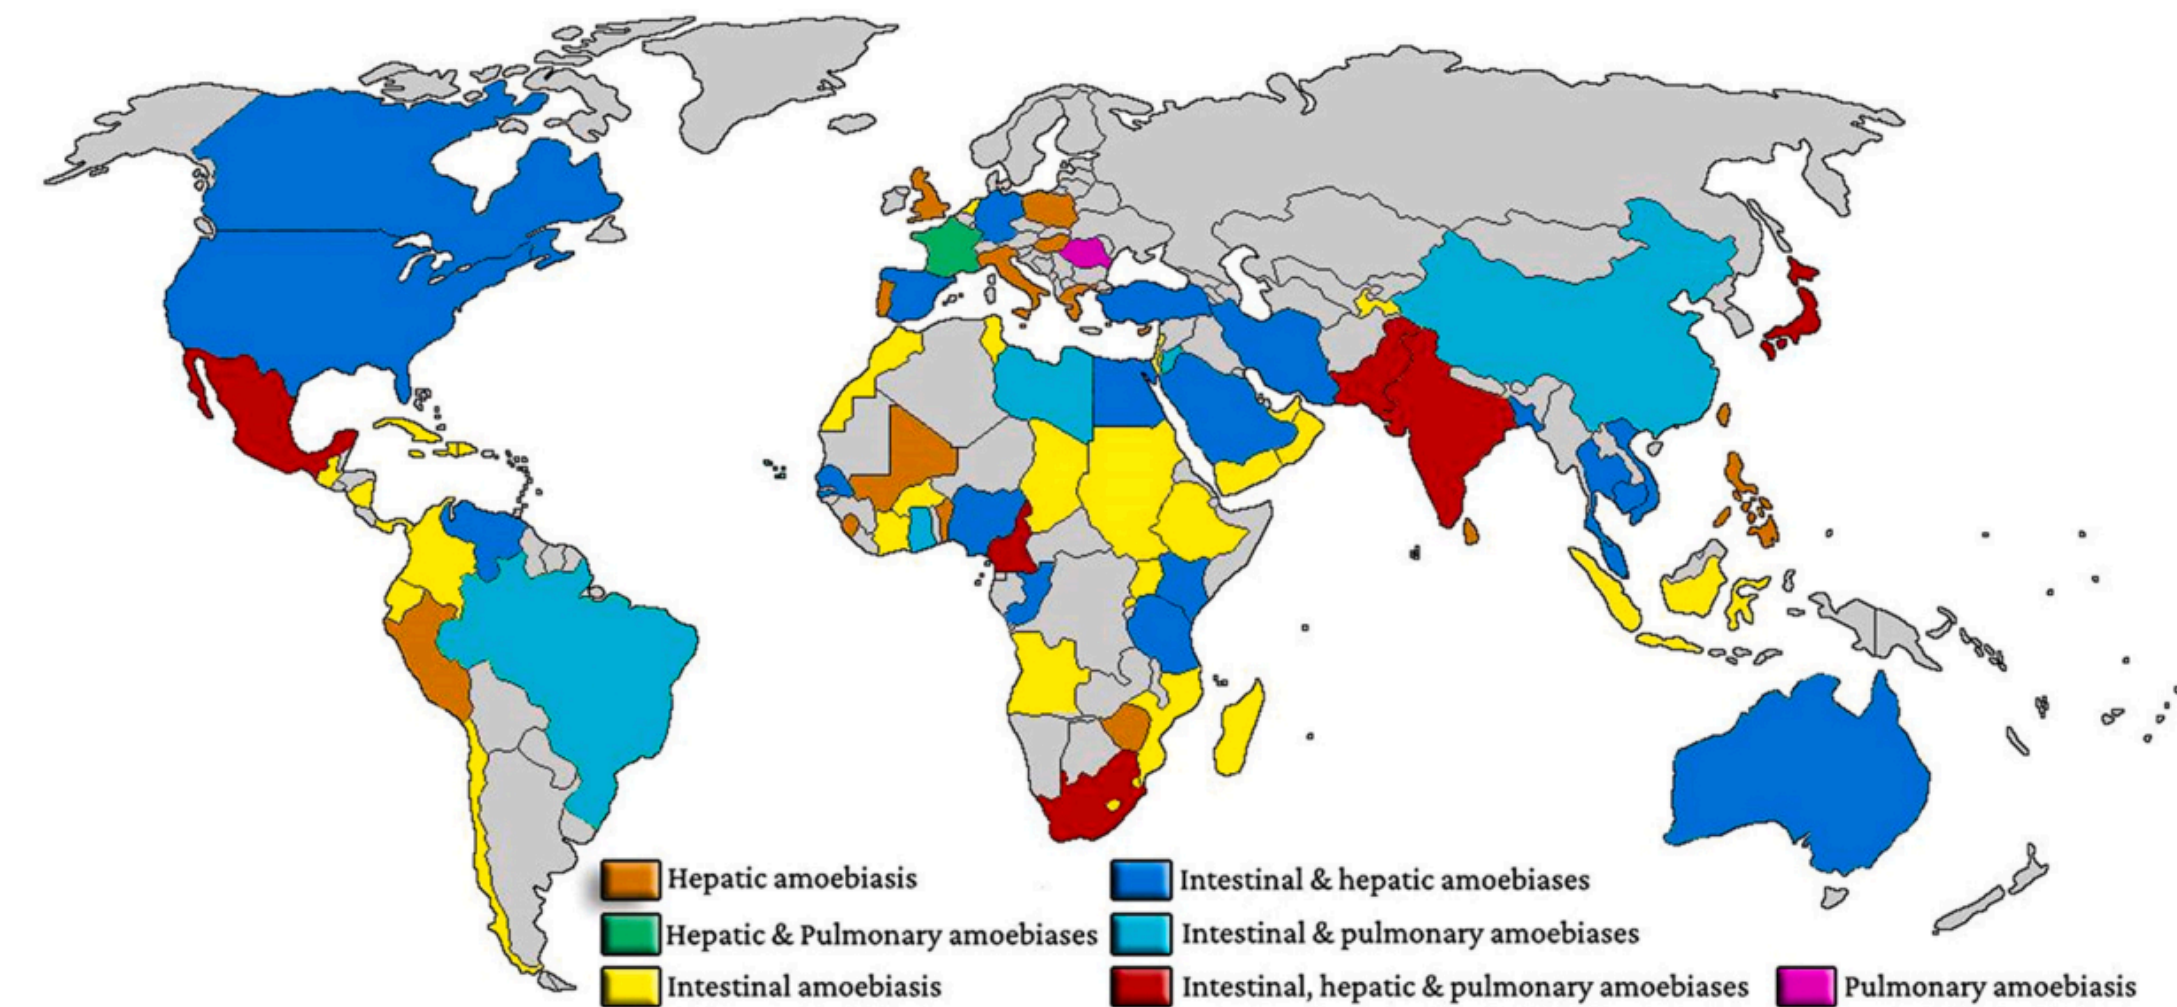 Hepatic amoebiasis
Hepatic & Pulmonary amoebiases
Intestinal amoebiasis
Intestinal & hepatic amoebiases
Intestinal & pulmonary amoebiases
Intestinal, hepatic & pulmonary amoebiases
Pulmonary amoebiasis